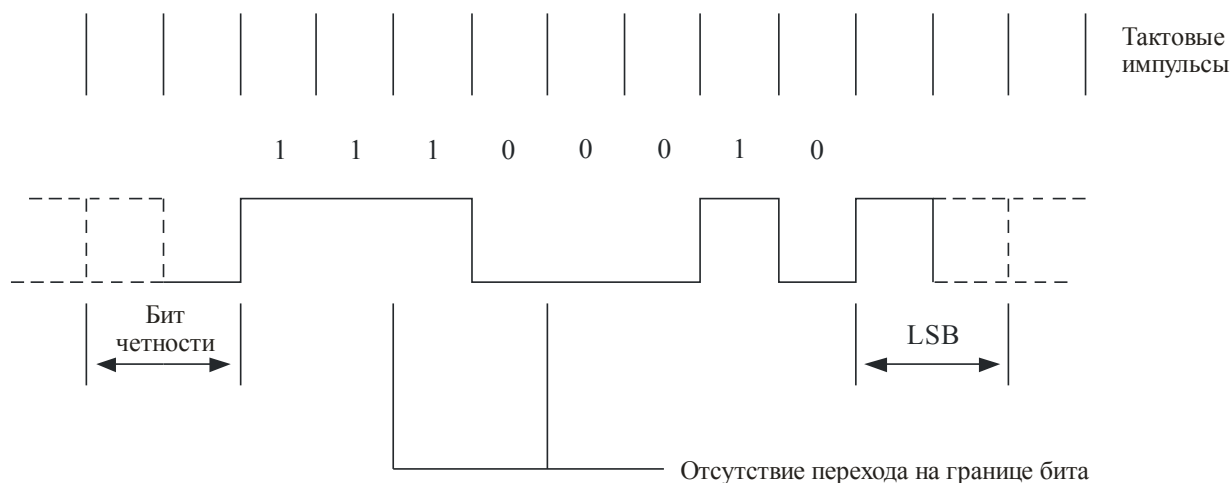 Тактовые
импульсы
1 1 1 0 0 0 1 0
Бит
четности
LSB
Отсутствие перехода на границе бита